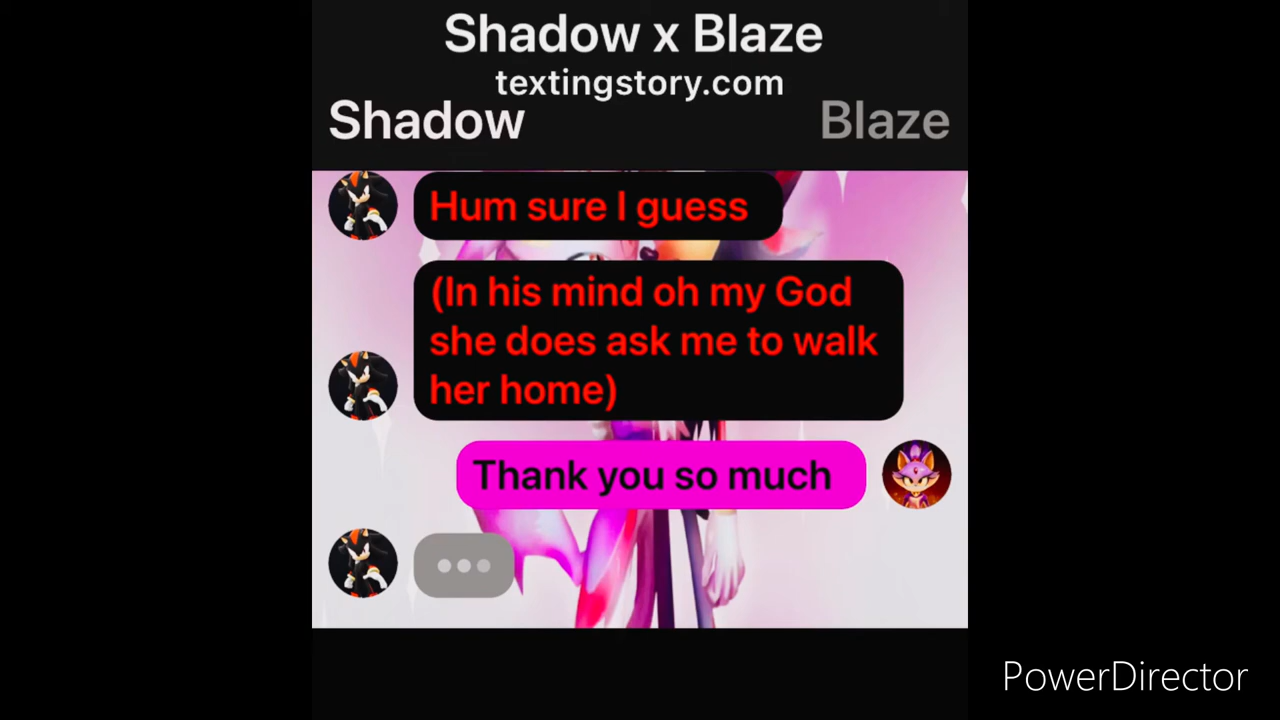 Shadow x Blaze
textingstory.com
Shadow
Blaze
Hum sure I guess
(In his mind oh my God
she does ask me to walk
her home)
Thank you so much
PowerDirector